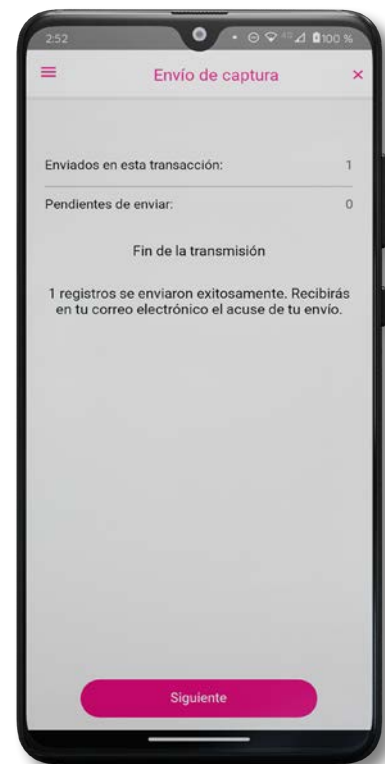 2:52
4G
100 %
Envío de captura
Enviados en esta transacción: 1
Pendientes de enviar: 0
Fin de la transmisión
1 registros se enviaron exitosamente. Recibirás
en tu correo electrónico el acuse de tu envío.
Siguiente